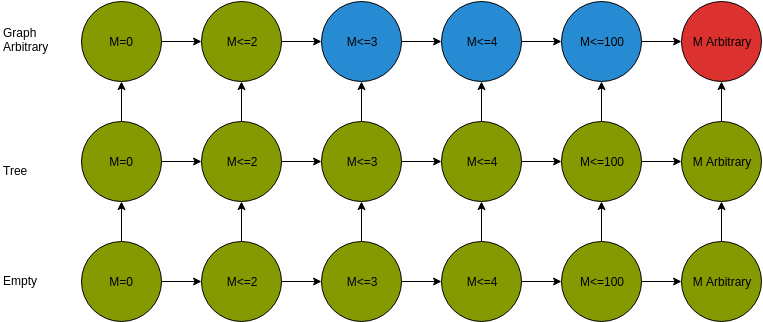 Graph
Arbitrary
M=0
M<=2
M<=3
M<=4
M<=100
M Arbitrary
Tree
M=0
M<=2
M<=3
M<=4
M<=100
M Arbitrary
Empty
M=0
M<=2
M<=3
M<=4
M<=100
M Arbitrary